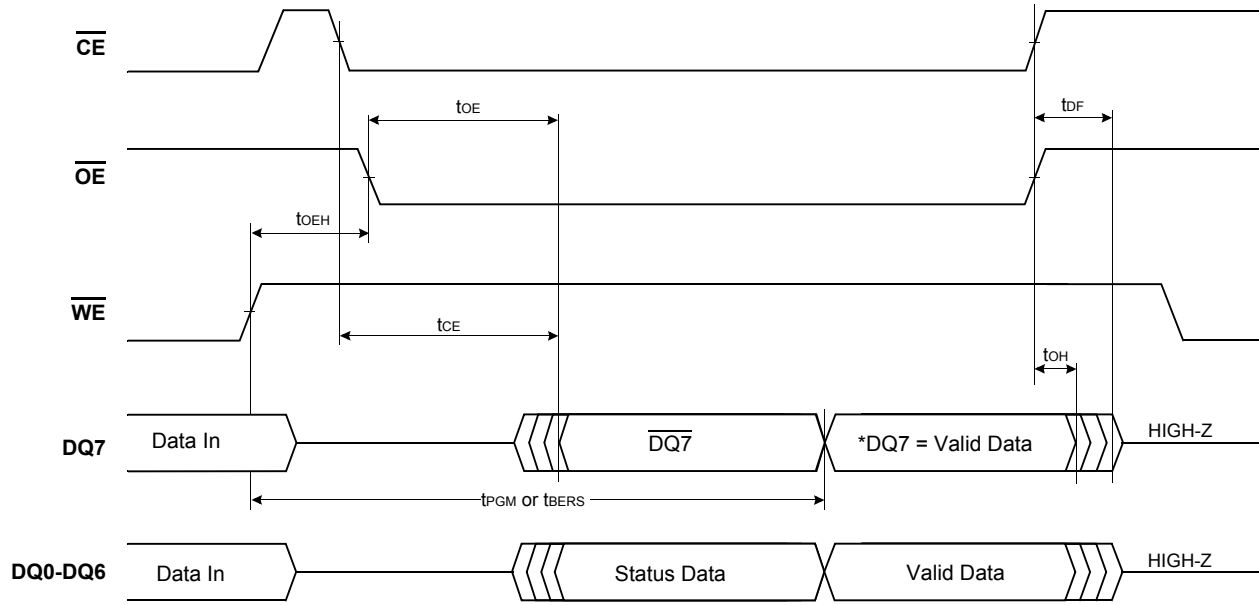 CE
tOE
tDF
OE
tOEH
WE
tCE
tOH
DQ7
Data In
DQ7
*DQ7 = Valid Data
HIGH-Z
tPGM or tBERS
DQ0-DQ6
Data In
Status Data
Valid Data
HIGH-Z